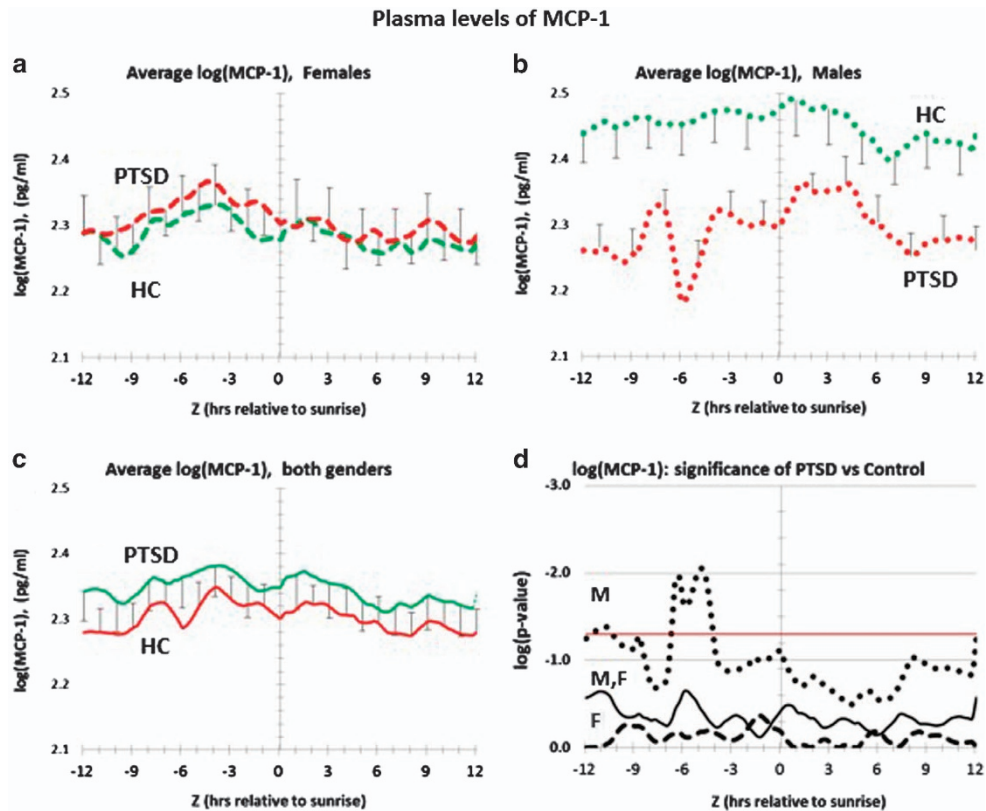 Plasma levels of MCP-1
a
Average log(MCP-1), Females
log(MCP-1), (pg/ml)
2.5
2.4
2.3
2.2
2.1
PTSD
HC
-12 -9 -6 -3 0 3 6 9 12
Z (hrs relative to sunrise)
b
Average log(MCP-1), Males
log(MCP-1), (pg/ml)
2.5
2.4
2.3
2.2
2.1
HC
PTSD
-12 -9 -6 -3 0 3 6 9 12
Z (hrs relative to sunrise)
c
Average log(MCP-1), both genders
log(MCP-1), (pg/ml)
2.5
2.4
2.3
2.2
2.1
PTSD
HC
-12 -9 -6 -3 0 3 6 9 12
Z (hrs relative to sunrise)
d
log(MCP-1): significance of PTSD vs Control
log(p-value)
-3.0
-2.0
-1.0
0.0
M
M,F
F
-12 -9 -6 -3 0 3 6 9 12
Z (hrs relative to sunrise)